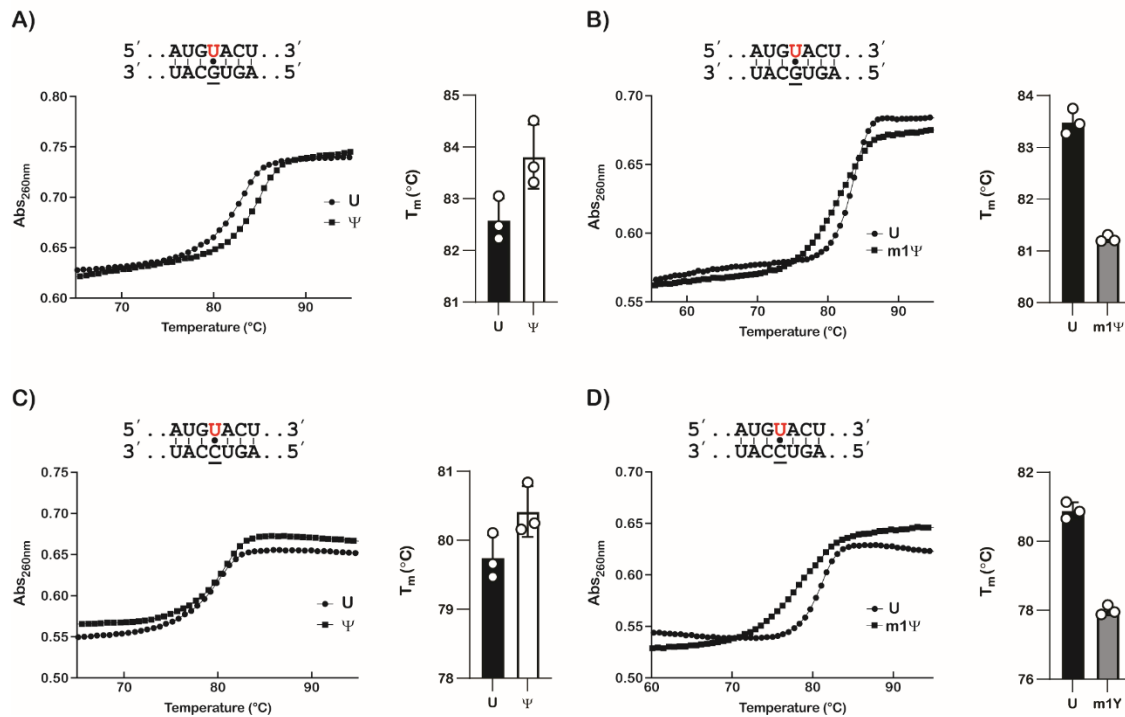 A)
5′ ..AUGUACU..3′
3′ ..UACGUGA..5′
0.80
0.75
0.70
0.65
0.60
Abs260nm
70
80
90
Temperature (°C)
U
Ψ
85
84
83
82
81
Tm (°C)
U
Ψ
B)
5′ ..AUGUACU..3′
3′ ..UACGUGA..5′
0.70
0.65
0.60
0.55
Abs260nm
60
70
80
90
Temperature (°C)
U
m1Ψ
84
83
82
81
80
Tm (°C)
U
m1Ψ
C)
5′ ..AUGUACU..3′
3′ ..UACCUGA..5′
0.75
0.70
0.65
0.60
0.55
0.50
Abs260nm
70
80
90
Temperature (°C)
U
Ψ
81
80
79
78
Tm (°C)
U
Ψ
D)
5′ ..AUGUACU..3′
3′ ..UACCUGA..5′
0.70
0.65
0.60
0.55
0.50
Abs260nm
60
70
80
90
Temperature (°C)
U
m1Ψ
82
80
78
76
Tm (°C)
U
m1Y